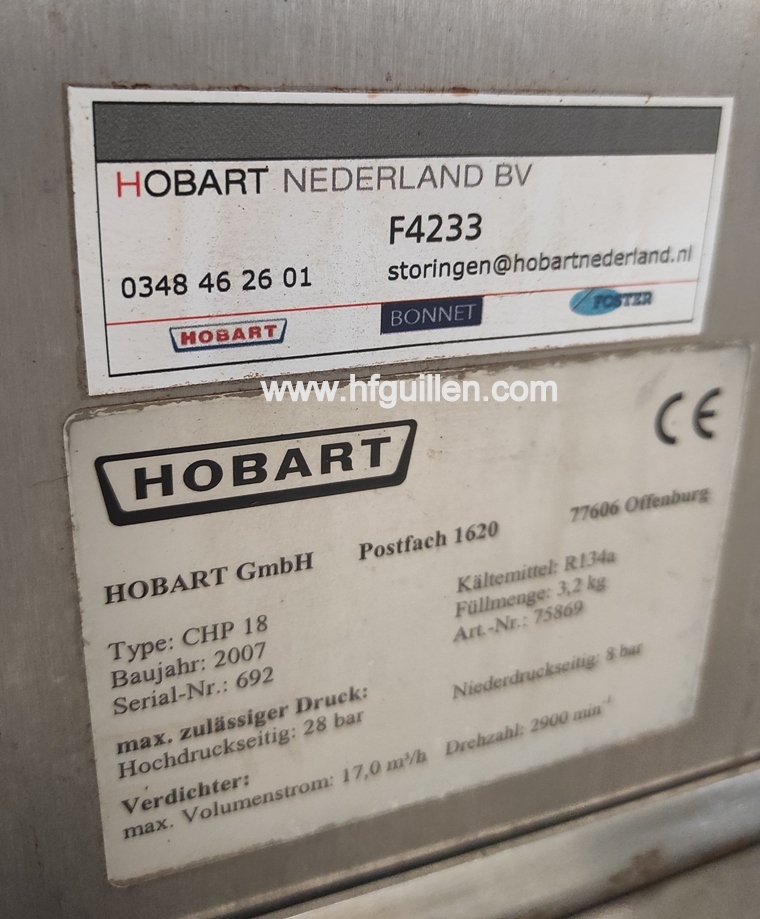 HOBART NEDERLAND BV
F4233
0348 46 26 01 storingen@hobartnederland.nl
HOBART BONNET FOSTER
www.hfguillen.com
HOBART CE
HOBART GmbH Postfach 1620 77606 Offenburg
Type: CHP 18 Kältemittel: R134a
Baujahr: 2007 Füllmenge: 3,2 kg
Serial-Nr.: 692 Art.-Nr.: 75869
max. zulässiger Druck:
Hochdruckseitig: 28 bar Niederdruckseitig: 8 bar
Verdichter:
max. Volumenstrom: 17,0 m³/h Drehzahl: 2900 min⁻¹